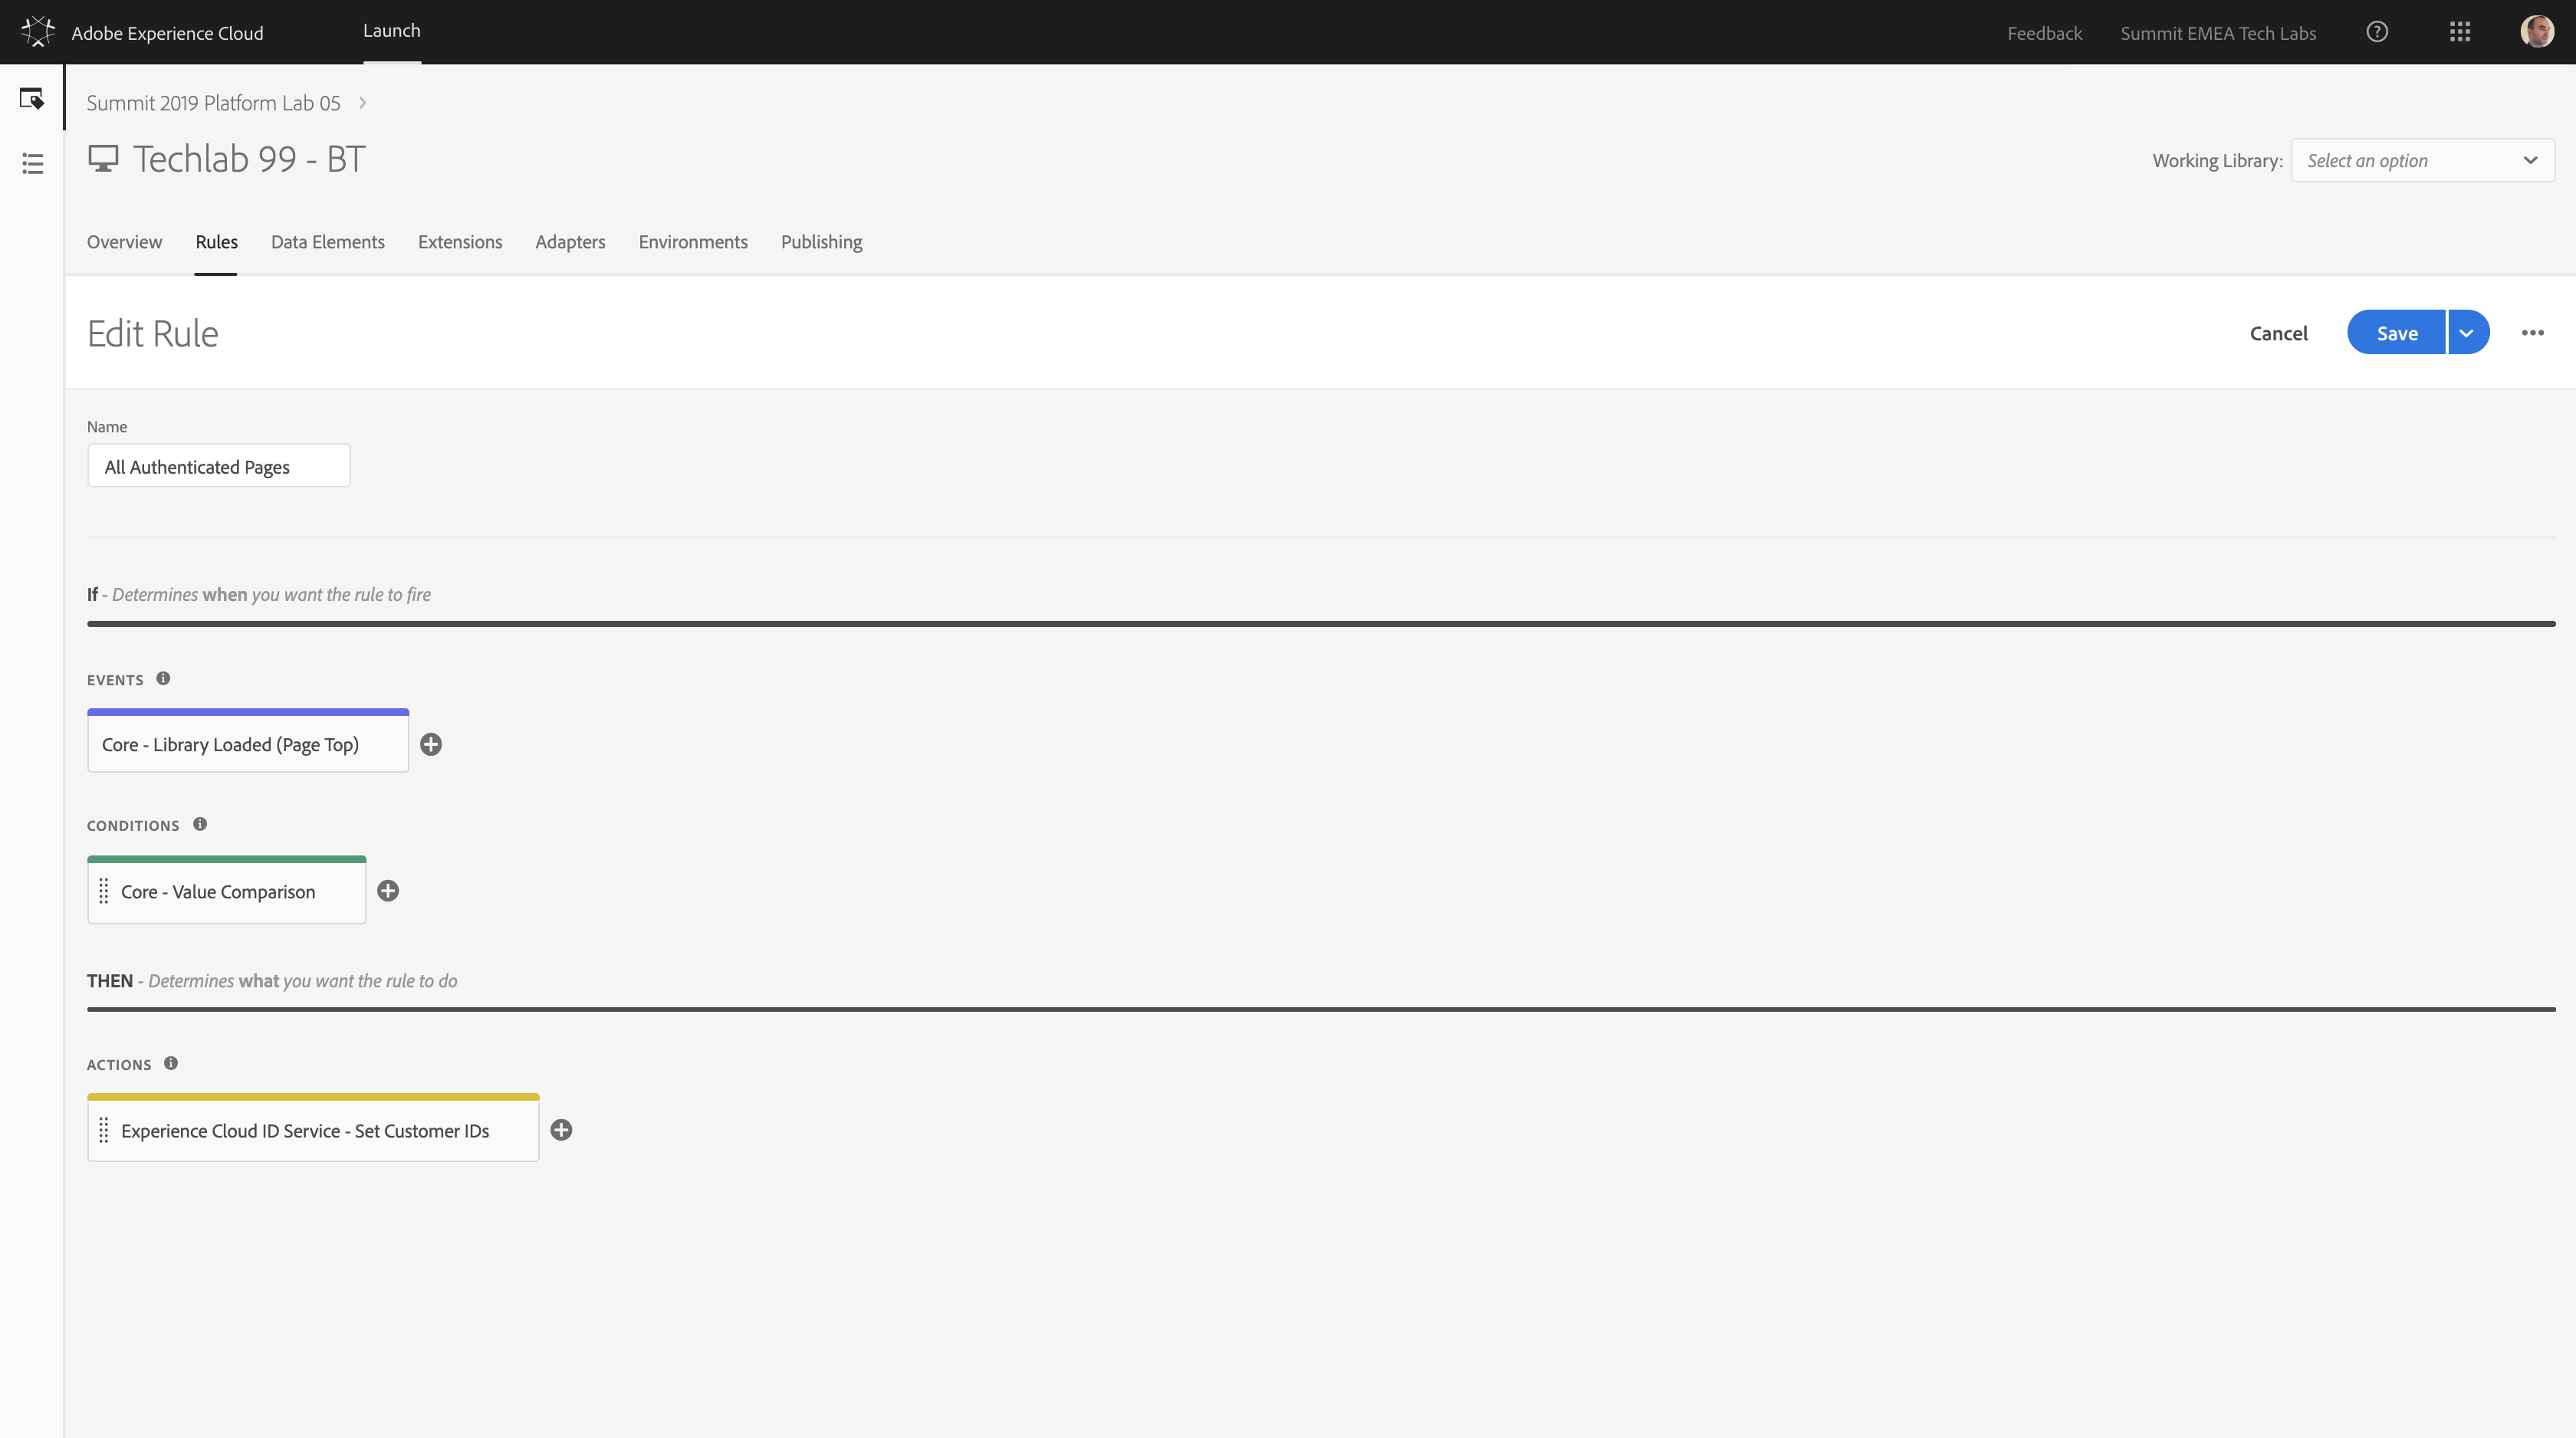 Adobe Experience Cloud
Launch
Feedback
Summit EMEA Tech Labs
Summit 2019 Platform Lab 05
Techlab 99 - BT
Working Library:
Select an option
Overview
Rules
Data Elements
Extensions
Adapters
Environments
Publishing
Edit Rule
Cancel
Save
Name
All Authenticated Pages
If - Determines when you want the rule to fire
EVENTS
Core - Library Loaded (Page Top)
CONDITIONS
Core - Value Comparison
THEN - Determines what you want the rule to do
ACTIONS
Experience Cloud ID Service - Set Customer IDs